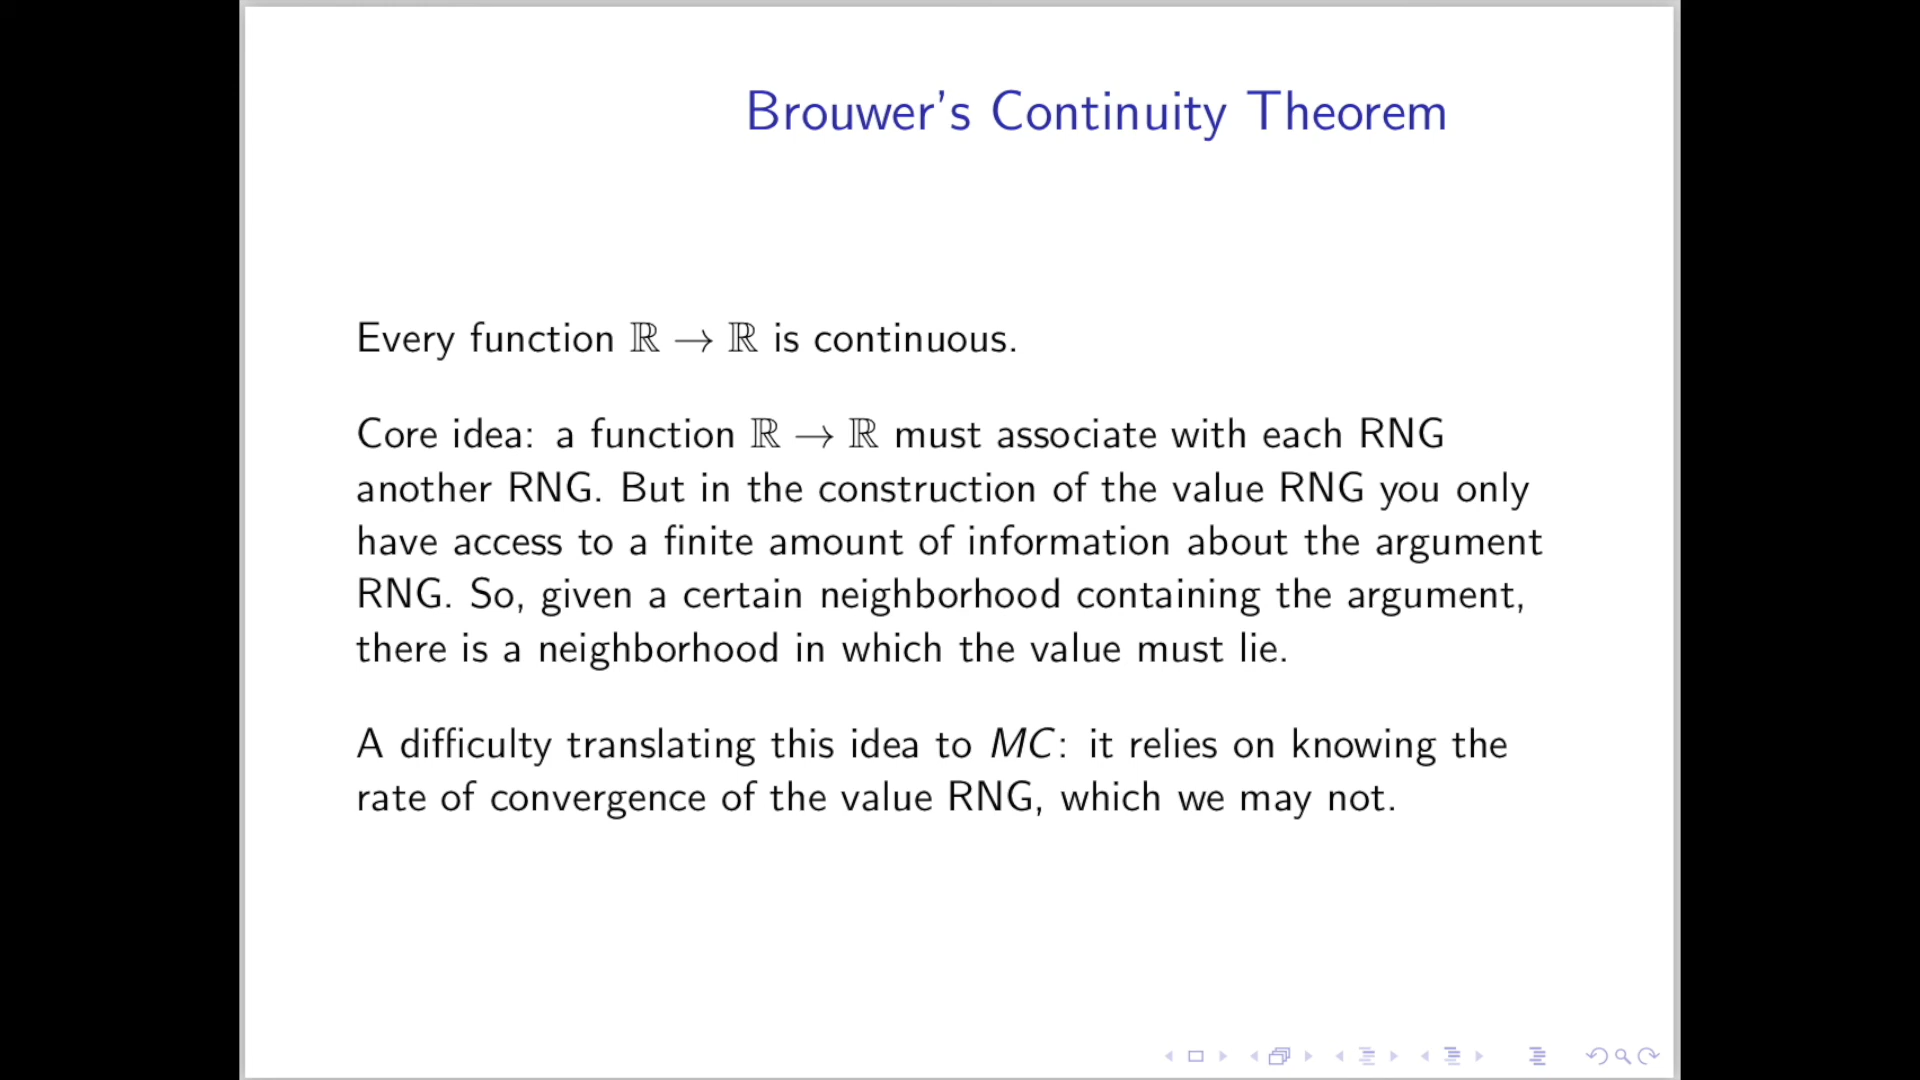 Brouwer's Continuity Theorem
Every function ℝ → ℝ is continuous.
Core idea: a function ℝ → ℝ must associate with each RNG
another RNG. But in the construction of the value RNG you only
have access to a finite amount of information about the argument
RNG. So, given a certain neighborhood containing the argument,
there is a neighborhood in which the value must lie.
A difficulty translating this idea to MC: it relies on knowing the
rate of convergence of the value RNG, which we may not.